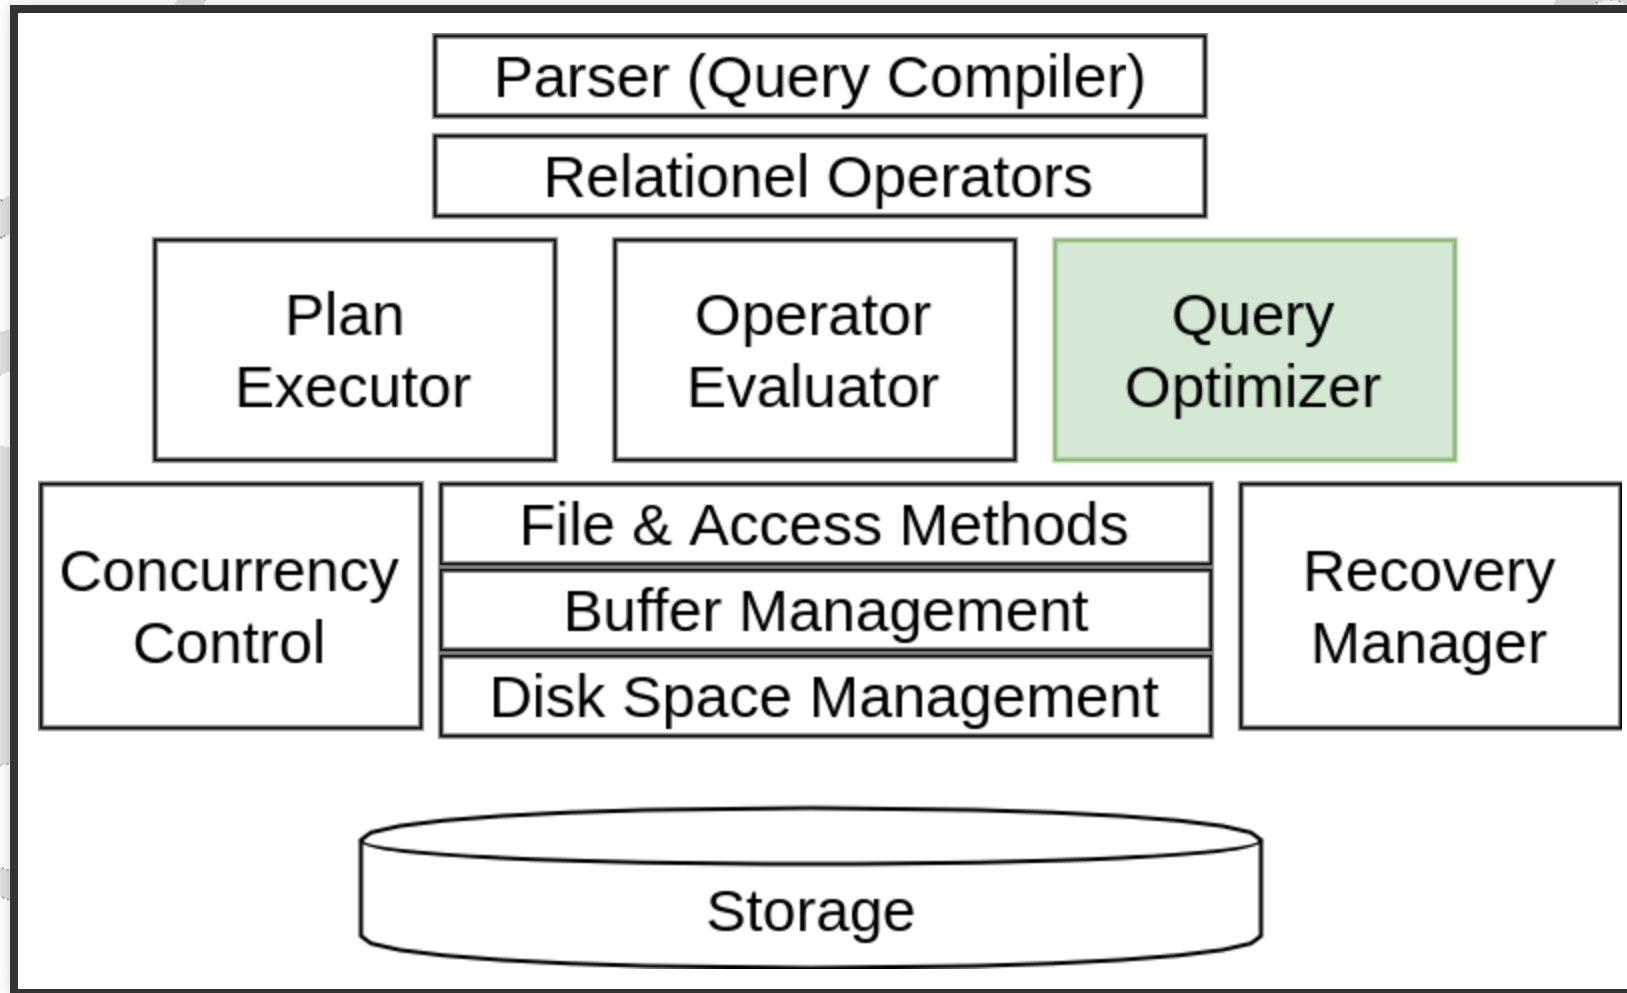 Parser (Query Compiler)
Relationel Operators
Plan
Executor
Operator
Evaluator
Query
Optimizer
Concurrency
Control
File & Access Methods
Buffer Management
Disk Space Management
Recovery
Manager
Storage